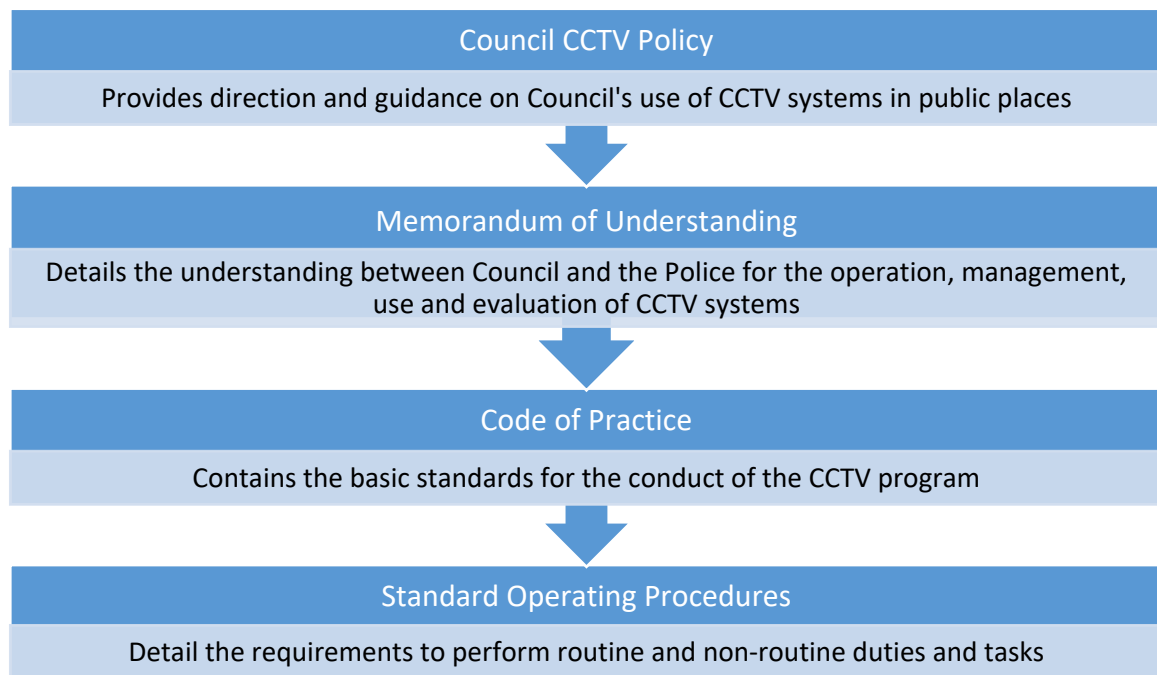 Council CCTV Policy
Provides direction and guidance on Council's use of CCTV systems in public places
Memorandum of Understanding
Details the understanding between Council and the Police for the operation, management,
use and evaluation of CCTV systems
Code of Practice
Contains the basic standards for the conduct of the CCTV program
Standard Operating Procedures
Detail the requirements to perform routine and non-routine duties and tasks